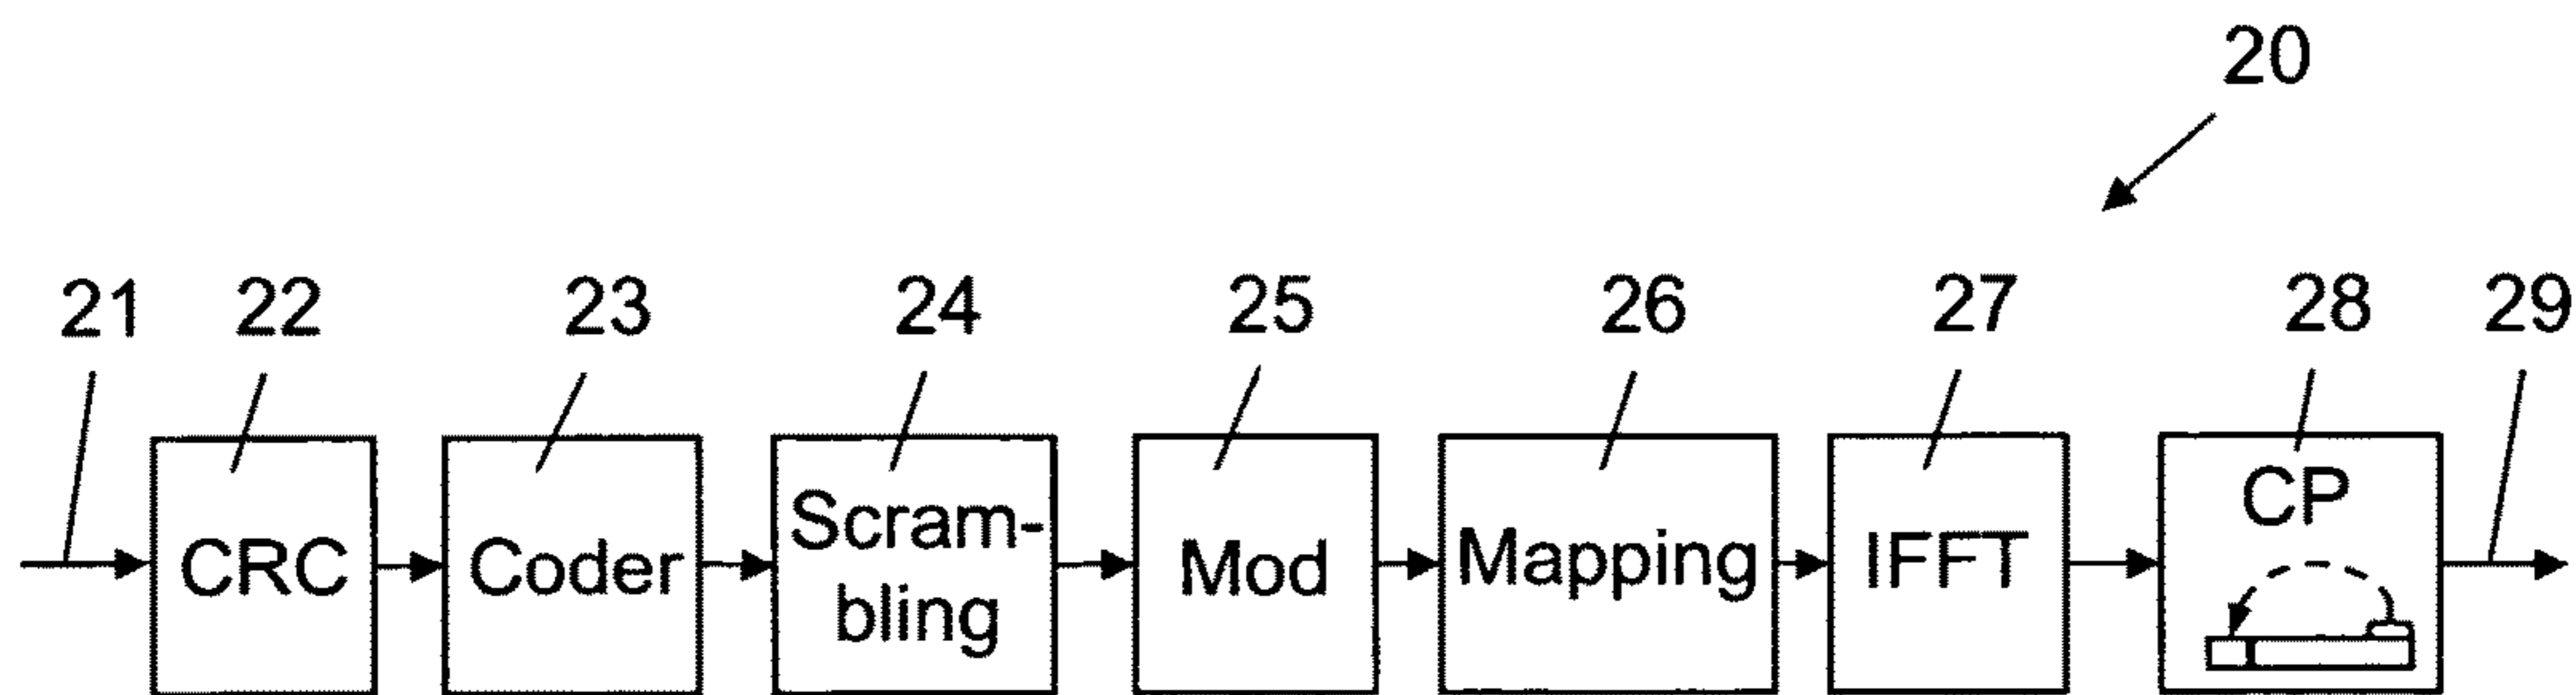 20
21 22 23 24 25 26 27 28 29
CRC Coder Scram-
bling Mod Mapping IFFT CP